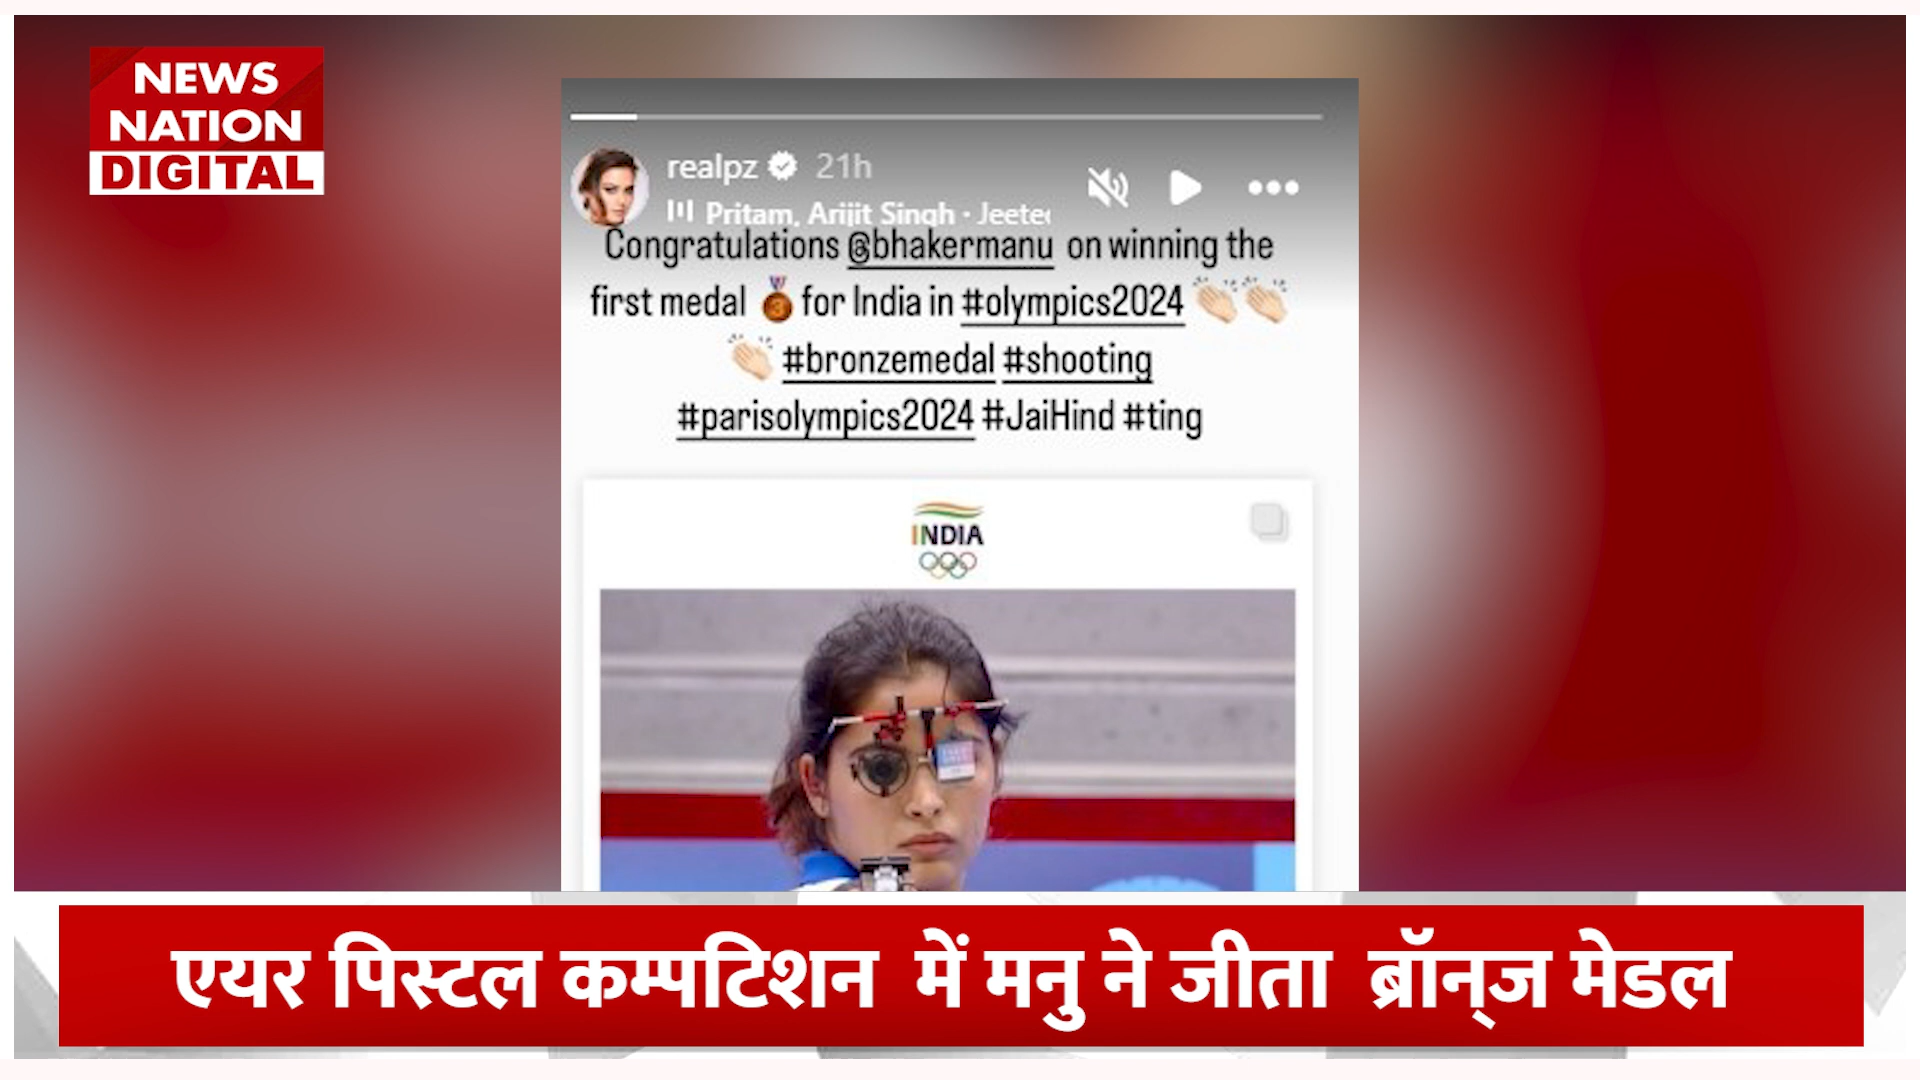 NEWS
NATION
DIGITAL
realpz 21h
Pritam, Arijit Singh · Jeetec
Congratulations @bhakermanu on winning the
first medal 🥉 for India in #olympics2024 👏🏻👏🏻
👏🏻 #bronzemedal #shooting
#parisolympics2024 #JaiHind #ting
INDIA
एयर पिस्टल कम्पटिशन में मनु ने जीता ब्रॉन्ज मेडल